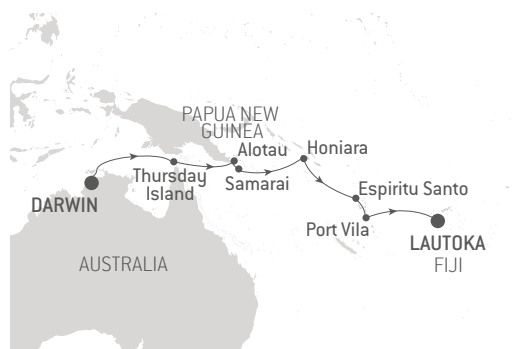 PAPUA NEW
GUINEA
Alotau
Honiara
Thursday
Island
Samarai
Espiritu Santo
DARWIN
Port Vila
LAUTOKA
FIJI
AUSTRALIA